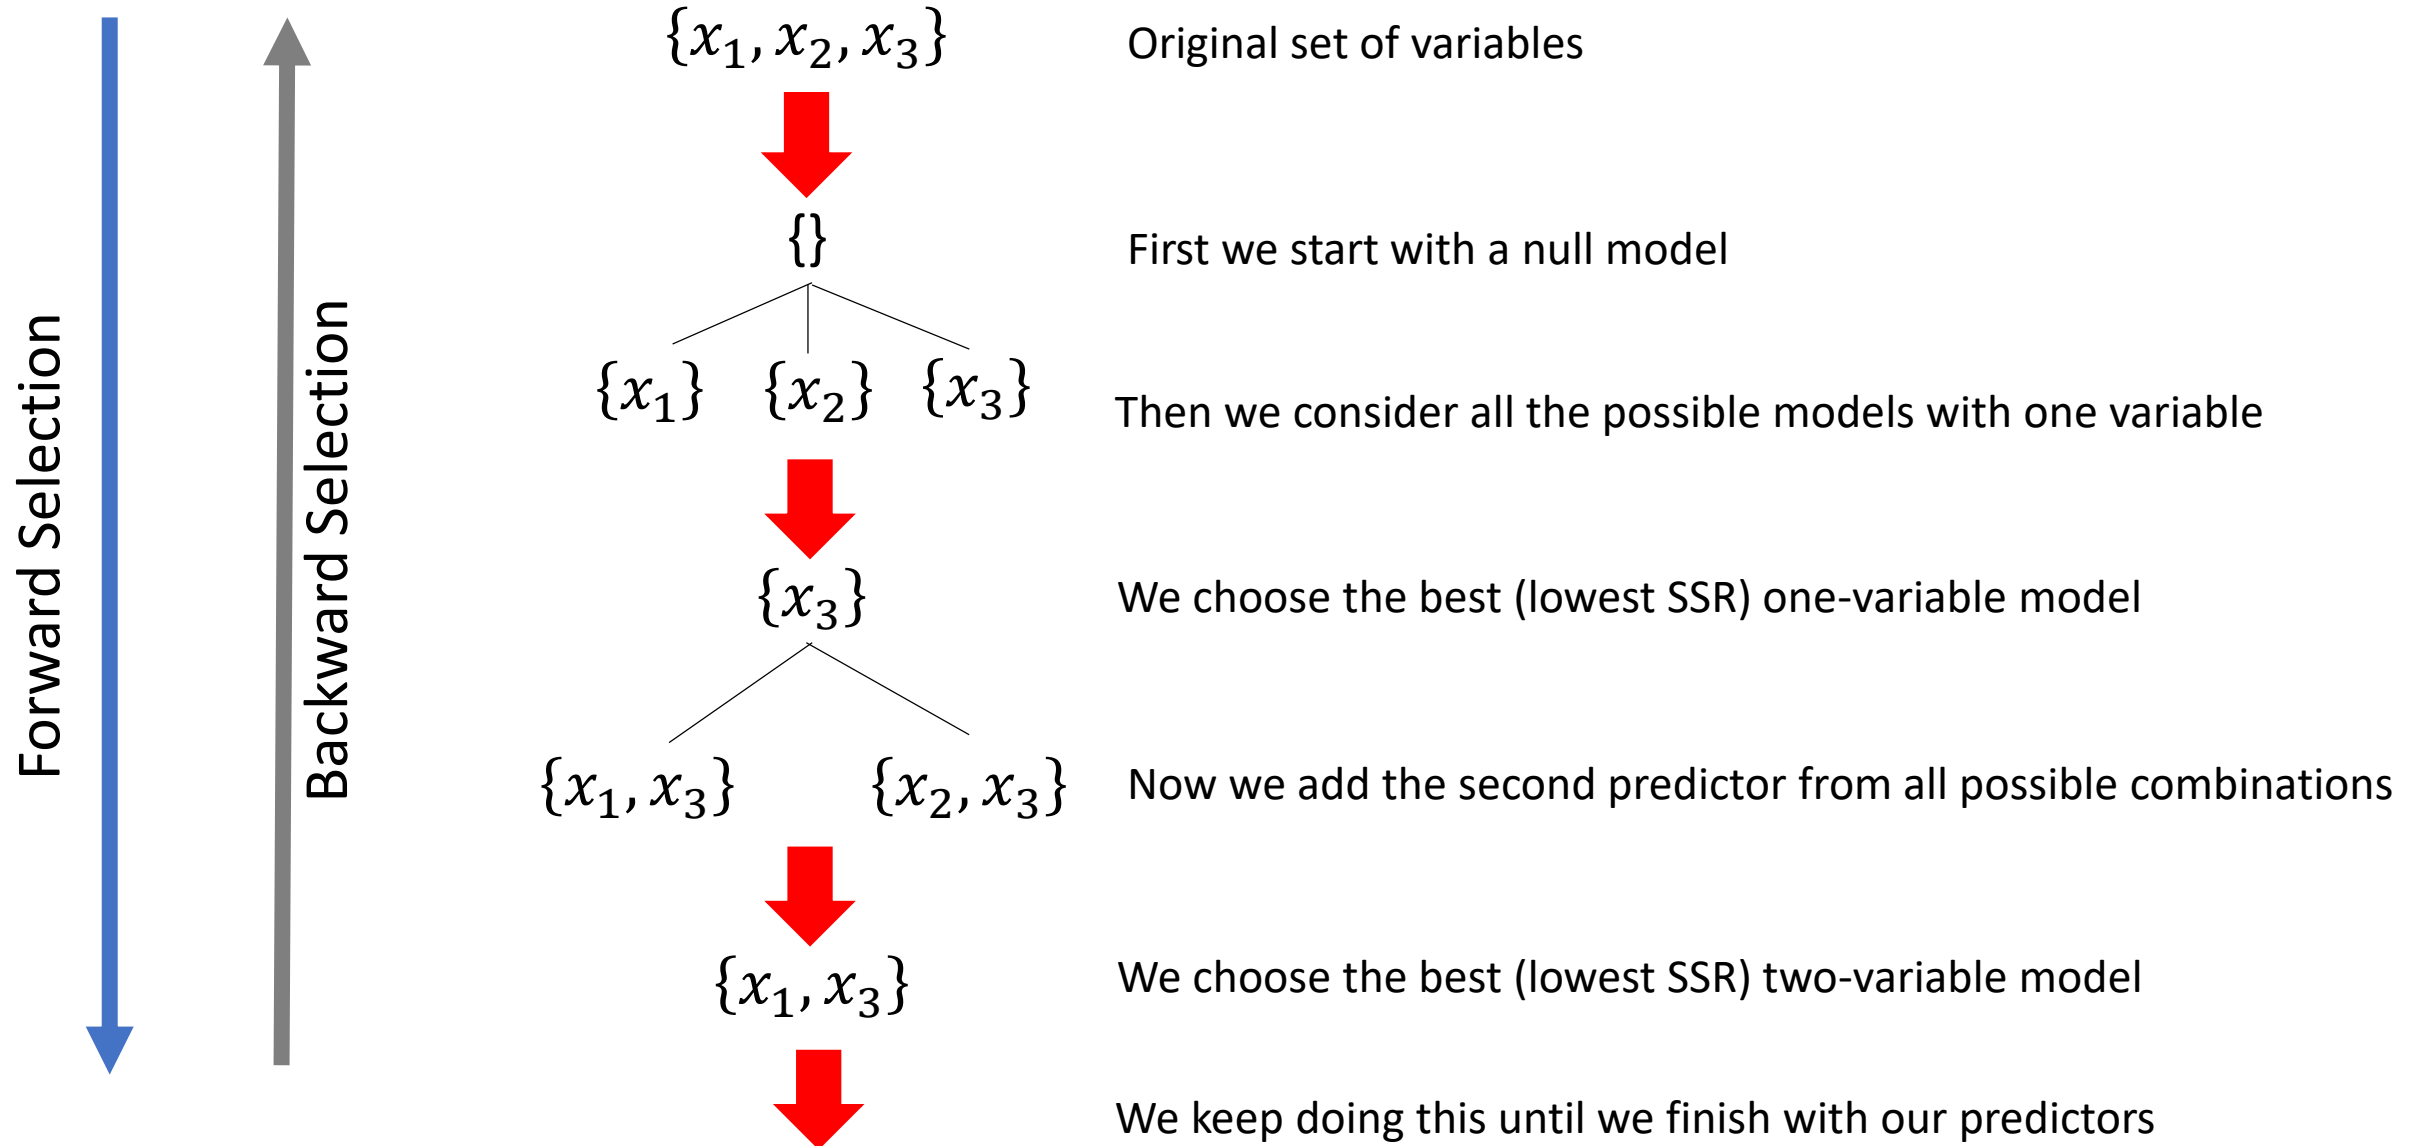 Forward Selection
Backward Selection
{x₁, x₂, x₃}
Original set of variables
{}
First we start with a null model
{x₁} {x₂} {x₃}
Then we consider all the possible models with one variable
{x₃}
We choose the best (lowest SSR) one-variable model
{x₁, x₃} {x₂, x₃}
Now we add the second predictor from all possible combinations
{x₁, x₃}
We choose the best (lowest SSR) two-variable model
We keep doing this until we finish with our predictors